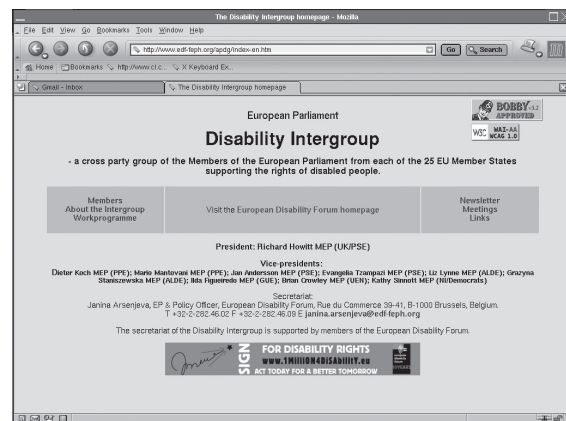 The Disability Intergroup homepage - Mozilla
File Edit View Go Bookmarks Tools Window Help
http://www.edf-feph.org/apdg/index-en.htm Go Search
Home Bookmarks http://www.cl.c... X Keyboard Ex...
Gmail - Inbox The Disability Intergroup homepage
BOBBY v3.2
APPROVED
W3C WAI-AA
WCAG 1.0
European Parliament
Disability Intergroup
- a cross party group of the Members of the European Parliament from each of the 25 EU Member States
supporting the rights of disabled people.
Members
About the Intergroup
Workprogramme
Visit the European Disability Forum homepage
Newsletter
Meetings
Links
President: Richard Howitt MEP (UK/PSE)
Vice-presidents:
Dieter Koch MEP (PPE); Mario Mantovani MEP (PPE); Jan Andersson MEP (PSE); Evangelia Tzampazi MEP (PSE); Liz Lynne MEP (ALDE); Grazyna
Staniszewska MEP (ALDE); Ilda Figueiredo MEP (GUE); Brian Crowley MEP (UEN); Kathy Sinnott MEP (NI/Democrats)
Secretariat:
Janina Arsenjeva, EP & Policy Officer, European Disability Forum, Rue du Commerce 39-41, B-1000 Brussels, Belgium.
T +32-2-282.46.02 F +32-2-282.46.09 E janina.arsenjeva@edf-feph.org
The secretariat of the Disability Intergroup is supported by members of the European Disability Forum.
SIGN
FOR DISABILITY RIGHTS
www.1MILLION4DISABILITY.eu
ACT TODAY FOR A BETTER TOMORROW